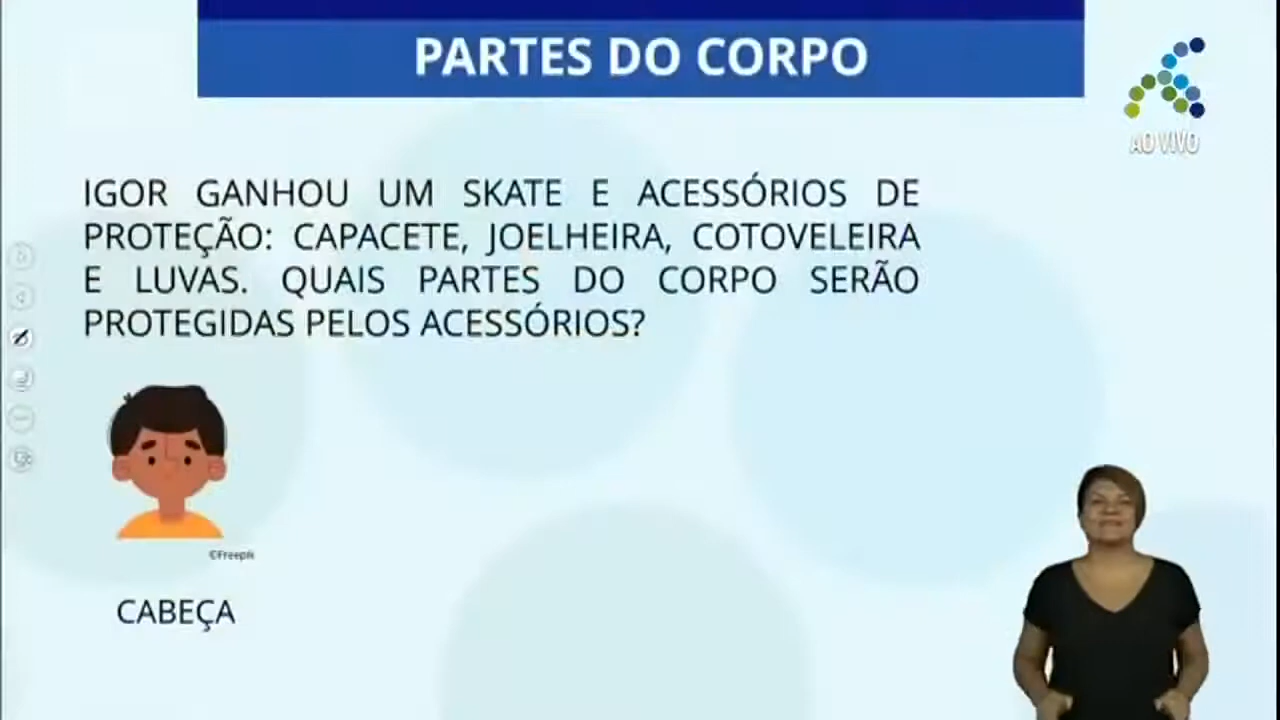 PARTES DO CORPO
AO VIVO
IGOR GANHOU UM SKATE E ACESSÓRIOS DE
PROTEÇÃO: CAPACETE, JOELHEIRA, COTOVELEIRA
E LUVAS. QUAIS PARTES DO CORPO SERÃO
PROTEGIDAS PELOS ACESSÓRIOS?
©Freepik
CABEÇA